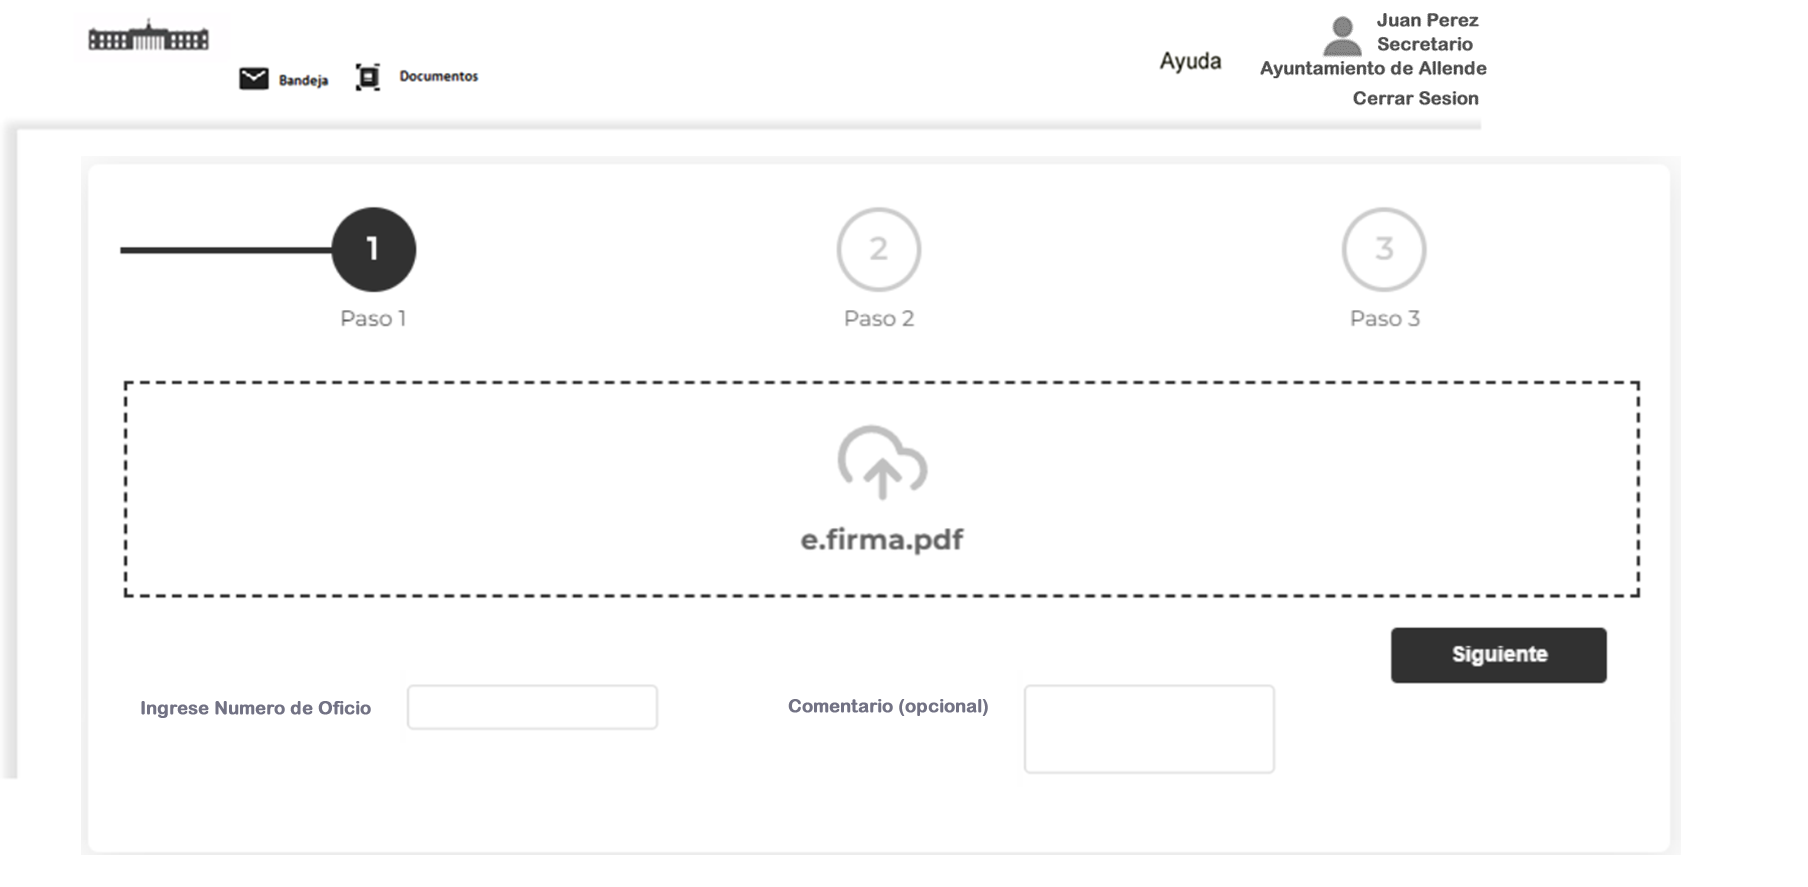 Juan Perez
Secretario
Ayuntamiento de Allende
Cerrar Sesion
Ayuda
Bandeja
Documentos
1
2
3
Paso 1
Paso 2
Paso 3
e.firma.pdf
Siguiente
Ingrese Numero de Oficio
Comentario (opcional)